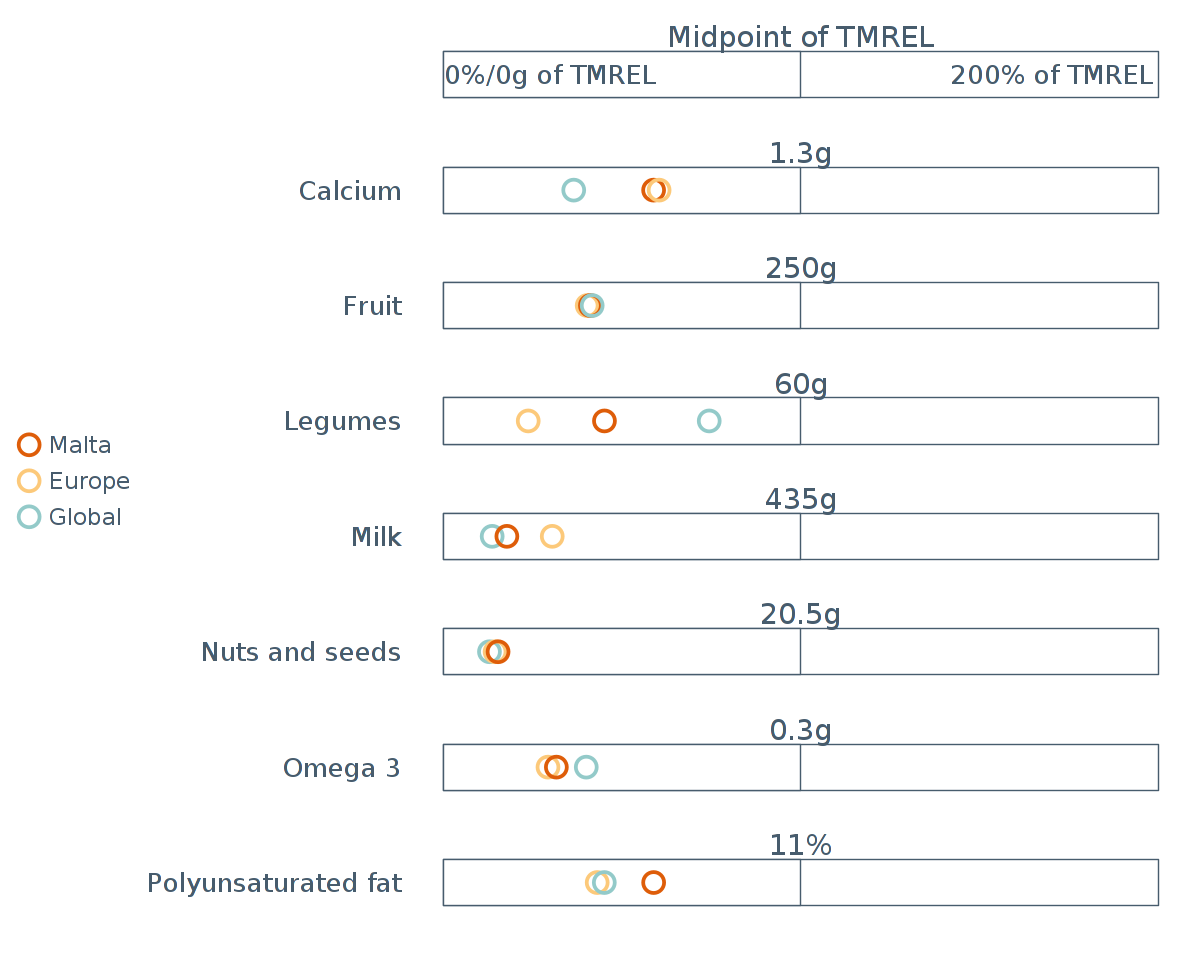 Midpoint of TMREL
0%/0g of TMREL
200% of TMREL
1.3g
Calcium
250g
Fruit
60g
Legumes
Malta
Europe
Global
435g
Milk
20.5g
Nuts and seeds
0.3g
Omega 3
11%
Polyunsaturated fat